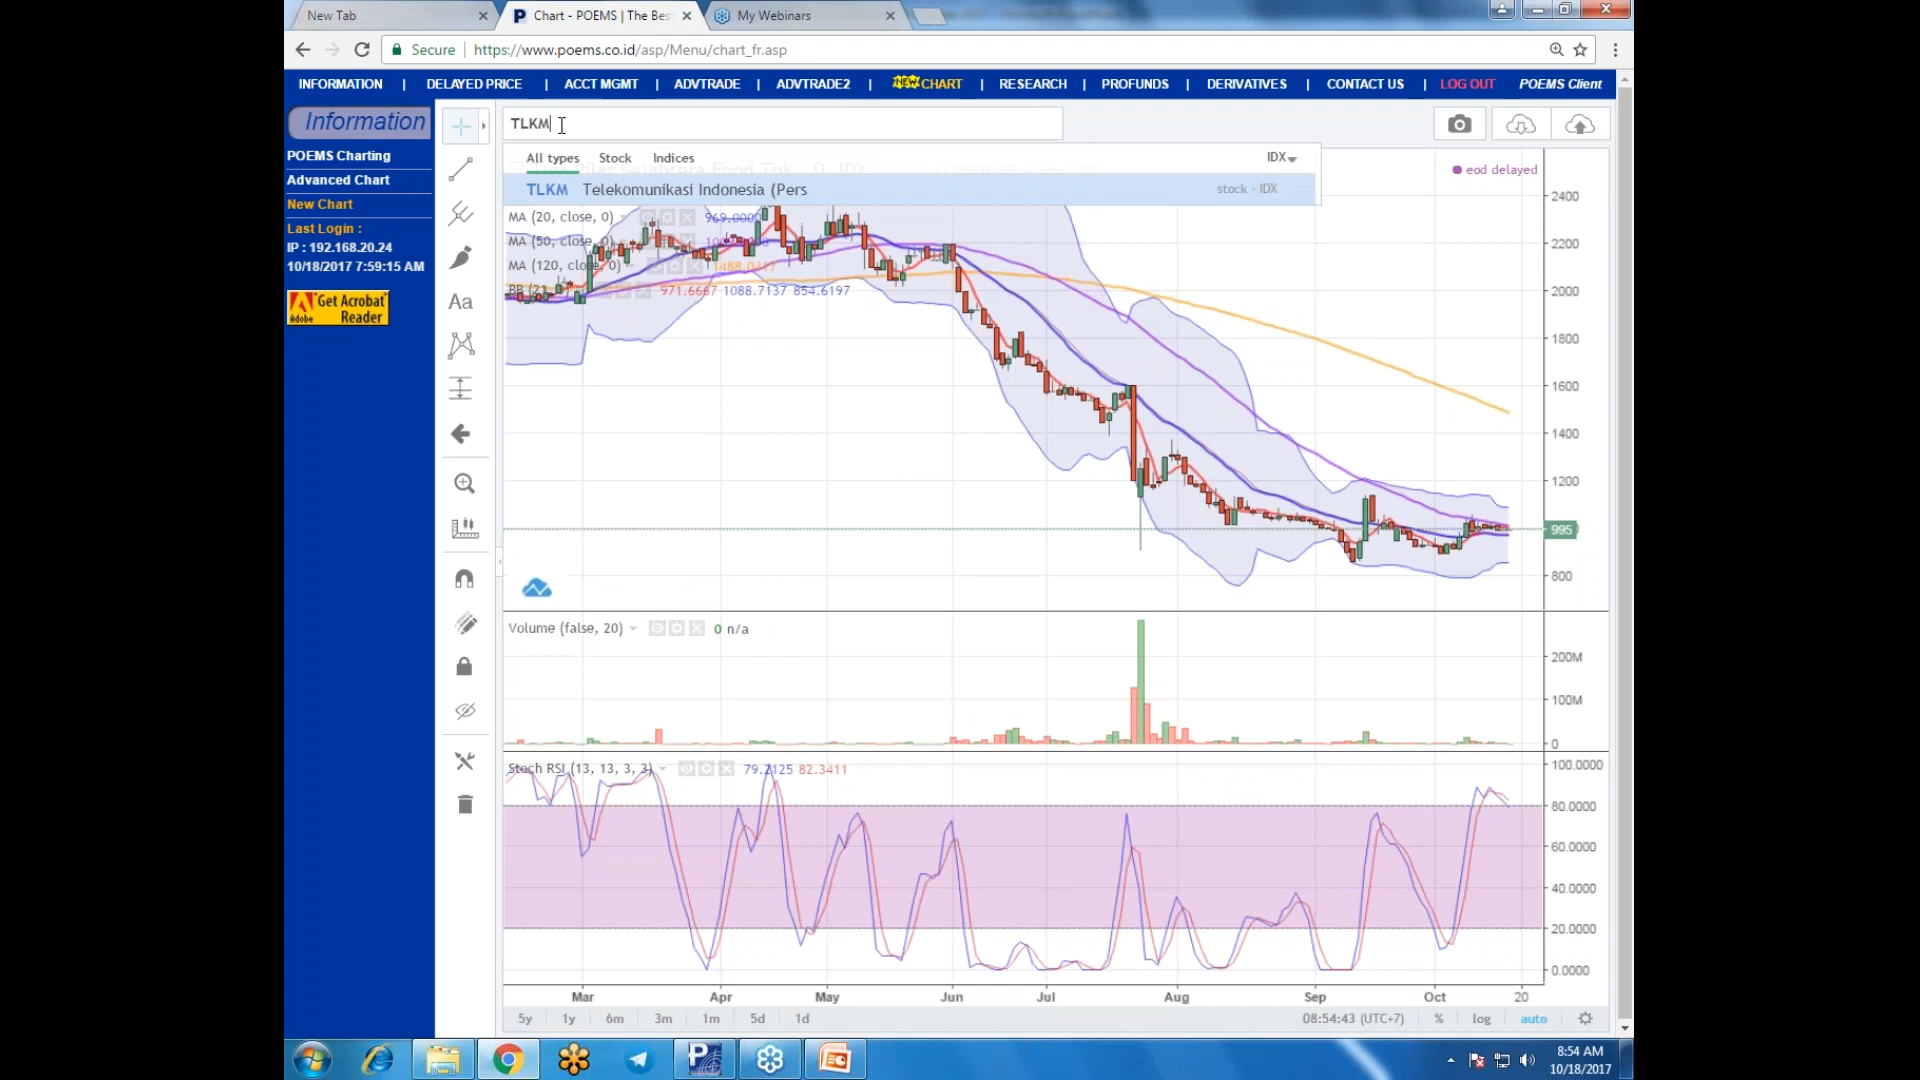 New Tab
Chart - POEMS | The Bes
My Webinars
Secure
https://www.poems.co.id/asp/Menu/chart_fr.asp
INFORMATION | DELAYED PRICE | ACCT MGMT | ADVTRADE | ADVTRADE2 | NEW CHART | RESEARCH | PROFUNDS | DERIVATIVES | CONTACT US | LOG OUT POEMS Client
Information
POEMS Charting
Advanced Chart
New Chart
Last Login :
IP : 192.168.20.24
10/18/2017 7:59:15 AM
Get Acrobat
Adobe Reader
Aa
TLKM
All types Stock Indices IDX
TLKM Telekomunikasi Indonesia (Pers stock - IDX
eod delayed
MA (20, close, 0) 969.0000
MA (50, close, 0)
MA (120, close, 0)
971.6667 1088.7137 854.6197
2400
2200
2000
1800
1600
1400
1200
995
800
Volume (false, 20) 0 n/a
200M
100M
0
Stoch RSI (13, 13, 3, 3) 79.2125 82.3411
100.0000
80.0000
60.0000
40.0000
20.0000
0.0000
Mar Apr May Jun Jul Aug Sep Oct 20
5y 1y 6m 3m 1m 5d 1d 08:54:43 (UTC+7) % log auto
8:54 AM
10/18/2017